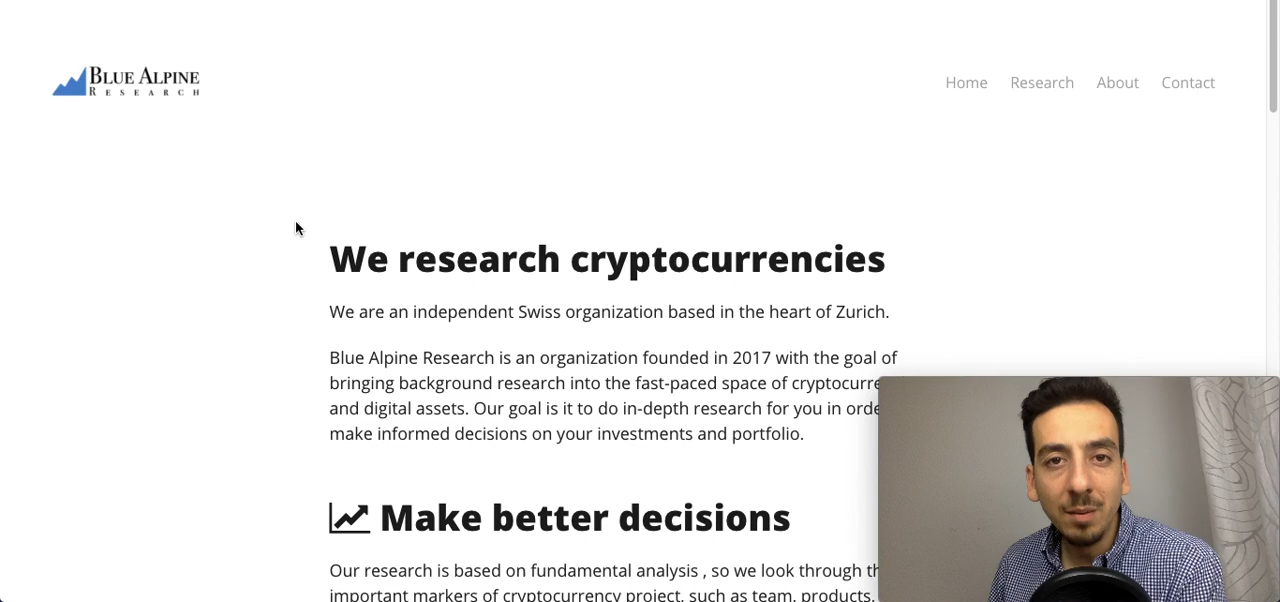 BLUE ALPINE
RESEARCH
Home Research About Contact
We research cryptocurrencies
We are an independent Swiss organization based in the heart of Zurich.
Blue Alpine Research is an organization founded in 2017 with the goal of
bringing background research into the fast-paced space of
and digital assets. Our goal is it to do in-depth research for you in
make informed decisions on your investments and portfolio.
Make better decisions
Our research is based on fundamental analysis , so we look through
important markers of cryptocurrency project, such as team, products,